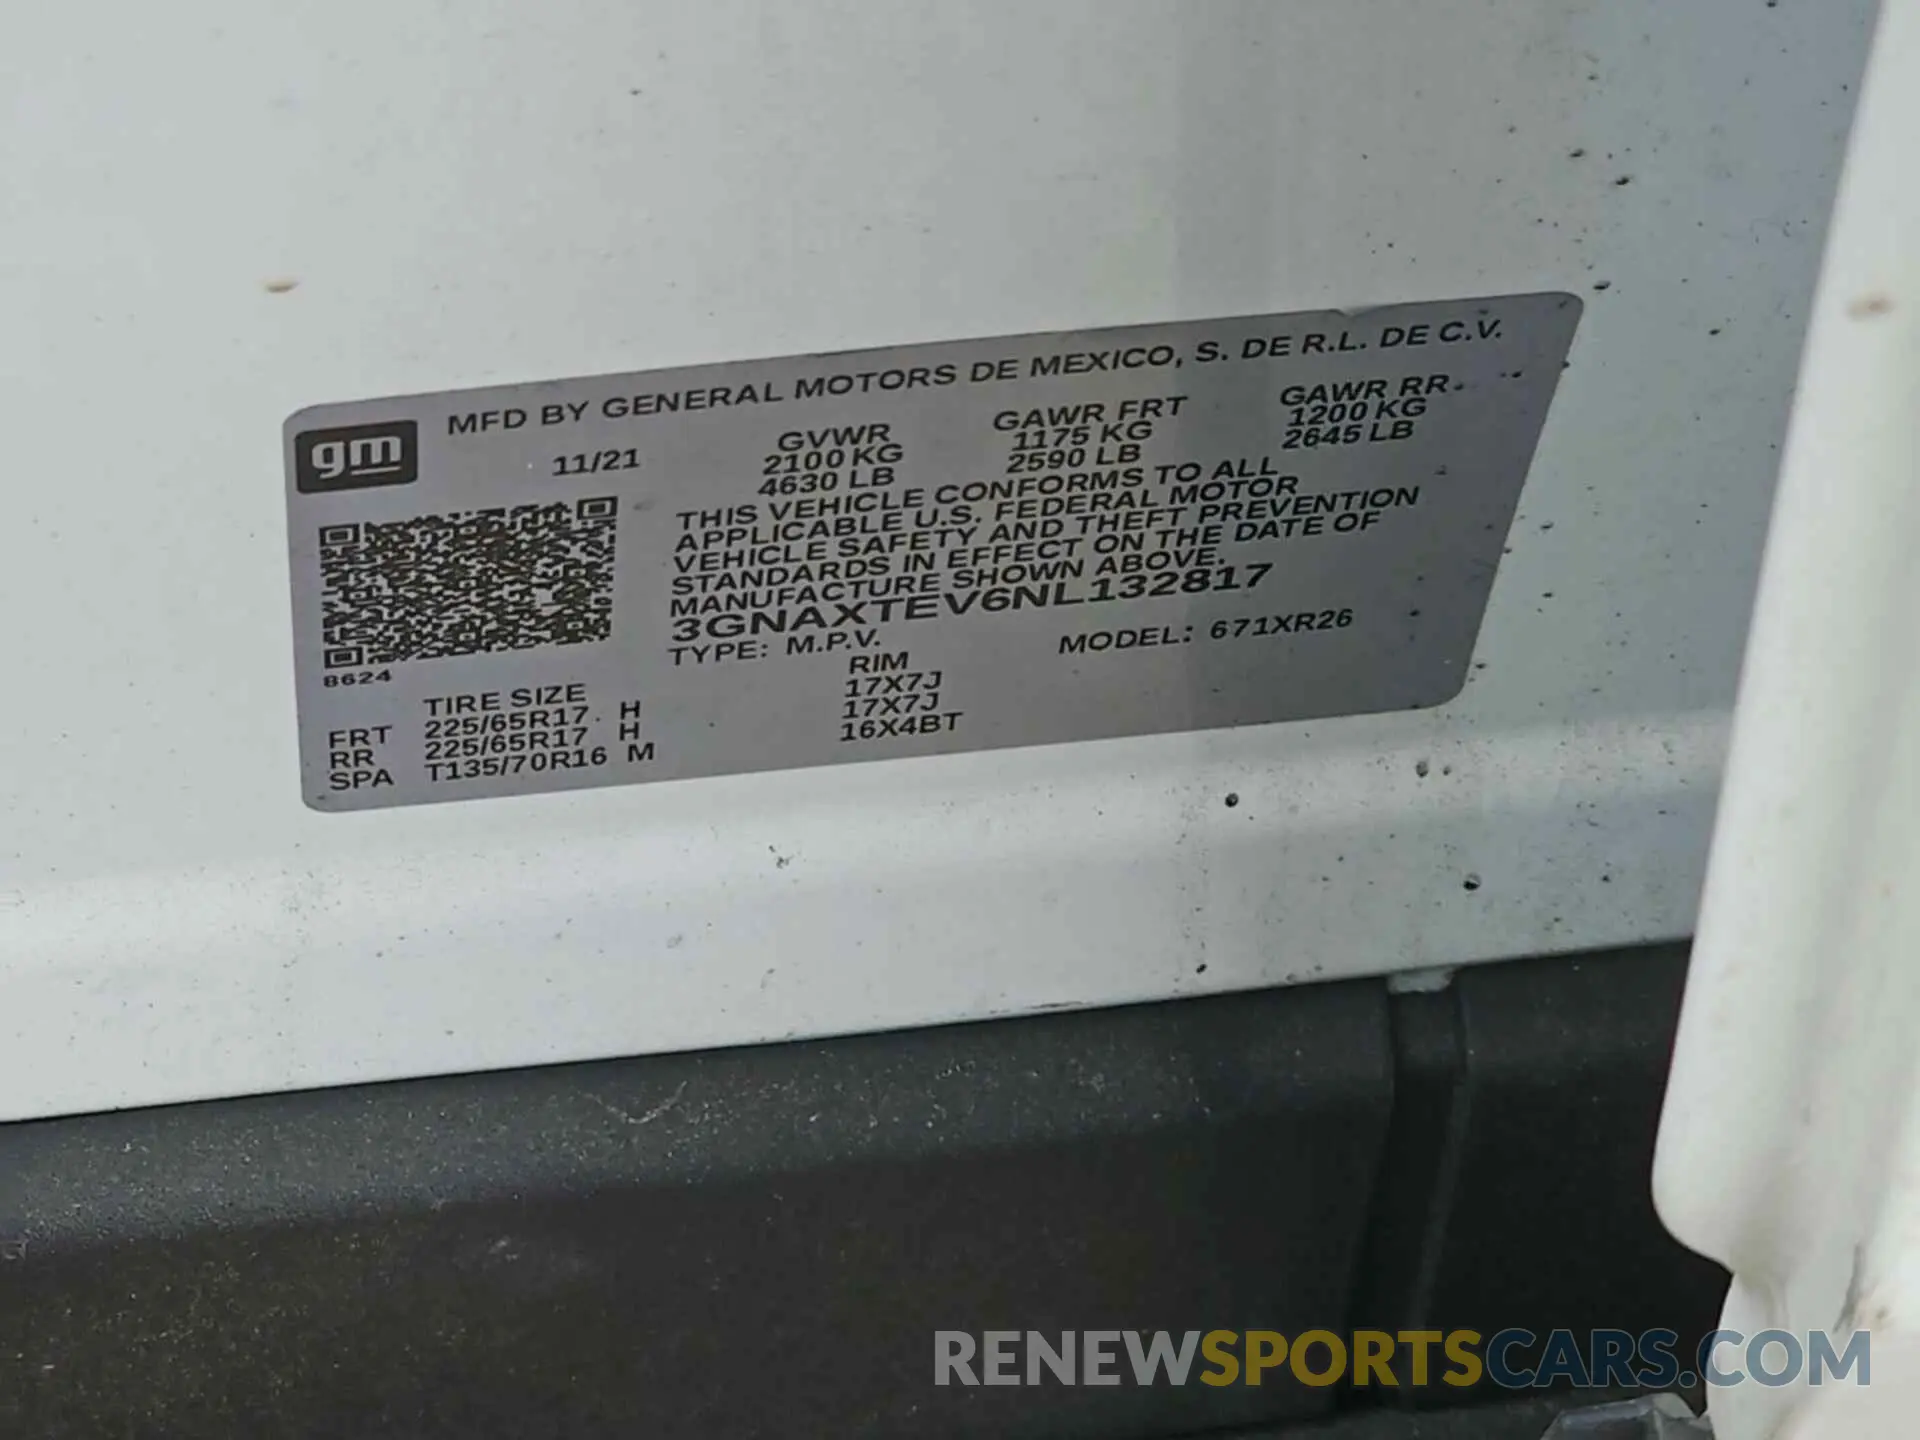 MFD BY GENERAL MOTORS DE MEXICO, S. DE R.L. DE C.V.
gm
11/21
GVWR GAWR FRT GAWR RR
2100 KG 1175 KG 1200 KG
4630 LB 2590 LB 2645 LB
THIS VEHICLE CONFORMS TO ALL
APPLICABLE U.S. FEDERAL MOTOR
VEHICLE SAFETY AND THEFT PREVENTION
STANDARDS IN EFFECT ON THE DATE OF
MANUFACTURE SHOWN ABOVE.
3GNAXTEV6NL132817
TYPE: M.P.V. MODEL: 671XR26
8624
TIRE SIZE RIM
FRT 225/65R17 H 17X7J
RR 225/65R17 H 17X7J
SPA T135/70R16 M 16X4BT
RENEWSPORTSCARS.COM